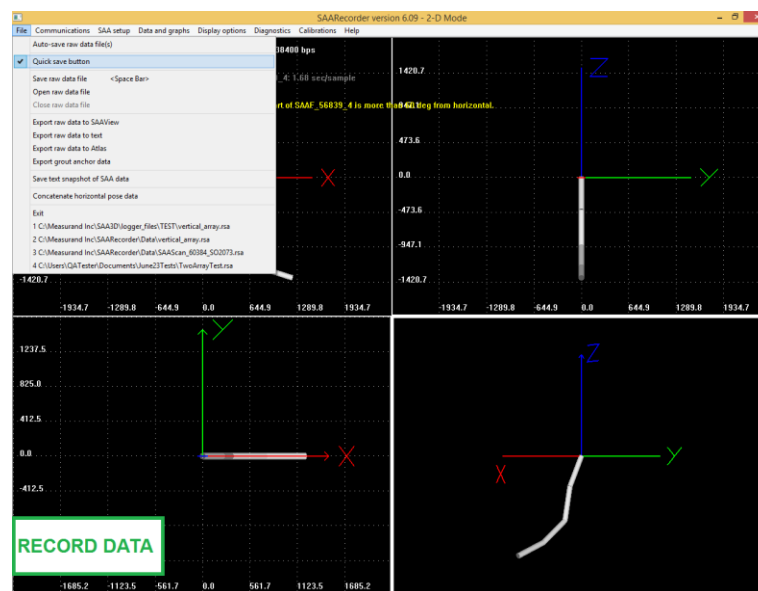 SAARecorder version 6.09 - 2-D Mode
File Communications SAA setup Data and graphs Display options Diagnostics Calibrations Help
Auto-save raw data file(s)
Quick save button
Save raw data file <Space Bar>
Open raw data file
Close raw data file
Export raw data to SAAView
Export raw data to text
Export raw data to Atlas
Export grout anchor data
Save text snapshot of SAA data
Concatenate horizontal pose data
Exit
1 C:\Measurand Inc\SAA3D\logger_files\TEST\vertical_array.rsa
2 C:\Measurand Inc\SAARecorder\Data\vertical_array.rsa
3 C:\Measurand Inc\SAARecorder\Data\SAAScan_60384_SO2073.rsa
4 C:\Users\QATester\Documents\June23Tests\TwoArrayTest.rsa
38400 bps
_4: 1.68 sec/sample
rt of SAAF_56839_4 is more than deg from horizontal.
X
-1420.7
-1934.7 -1289.8 -644.9 0.0 644.9 1289.8 1934.7
Z
1420.7
473.6
0.0
Y
-473.6
-947.1
-1420.7
-1934.7 -1289.8 -644.9 0.0 644.9 1289.8 1934.7
Y
1237.5
825.0
412.5
0.0
X
-412.5
RECORD DATA
-1685.2 -1123.5 -561.7 0.0 561.7 1123.5 1685.2
Z
X
Y